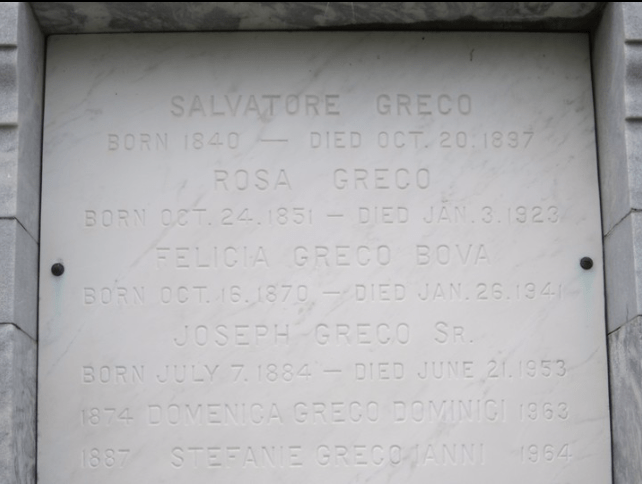 SALVATORE GRECO
BORN 1840 — DIED OCT. 20. 1897
ROSA GRECO
BORN OCT. 24. 1851 — DIED JAN. 3. 1923
FELICIA GRECO BOVA
BORN OCT. 16. 1870 — DIED JAN. 26. 1941
JOSEPH GRECO SR.
BORN JULY 7. 1884 — DIED JUNE 21. 1953
1874 DOMENICA GRECO DOMINICI 1963
1887 STEFANIE GRECO IANNI 1964